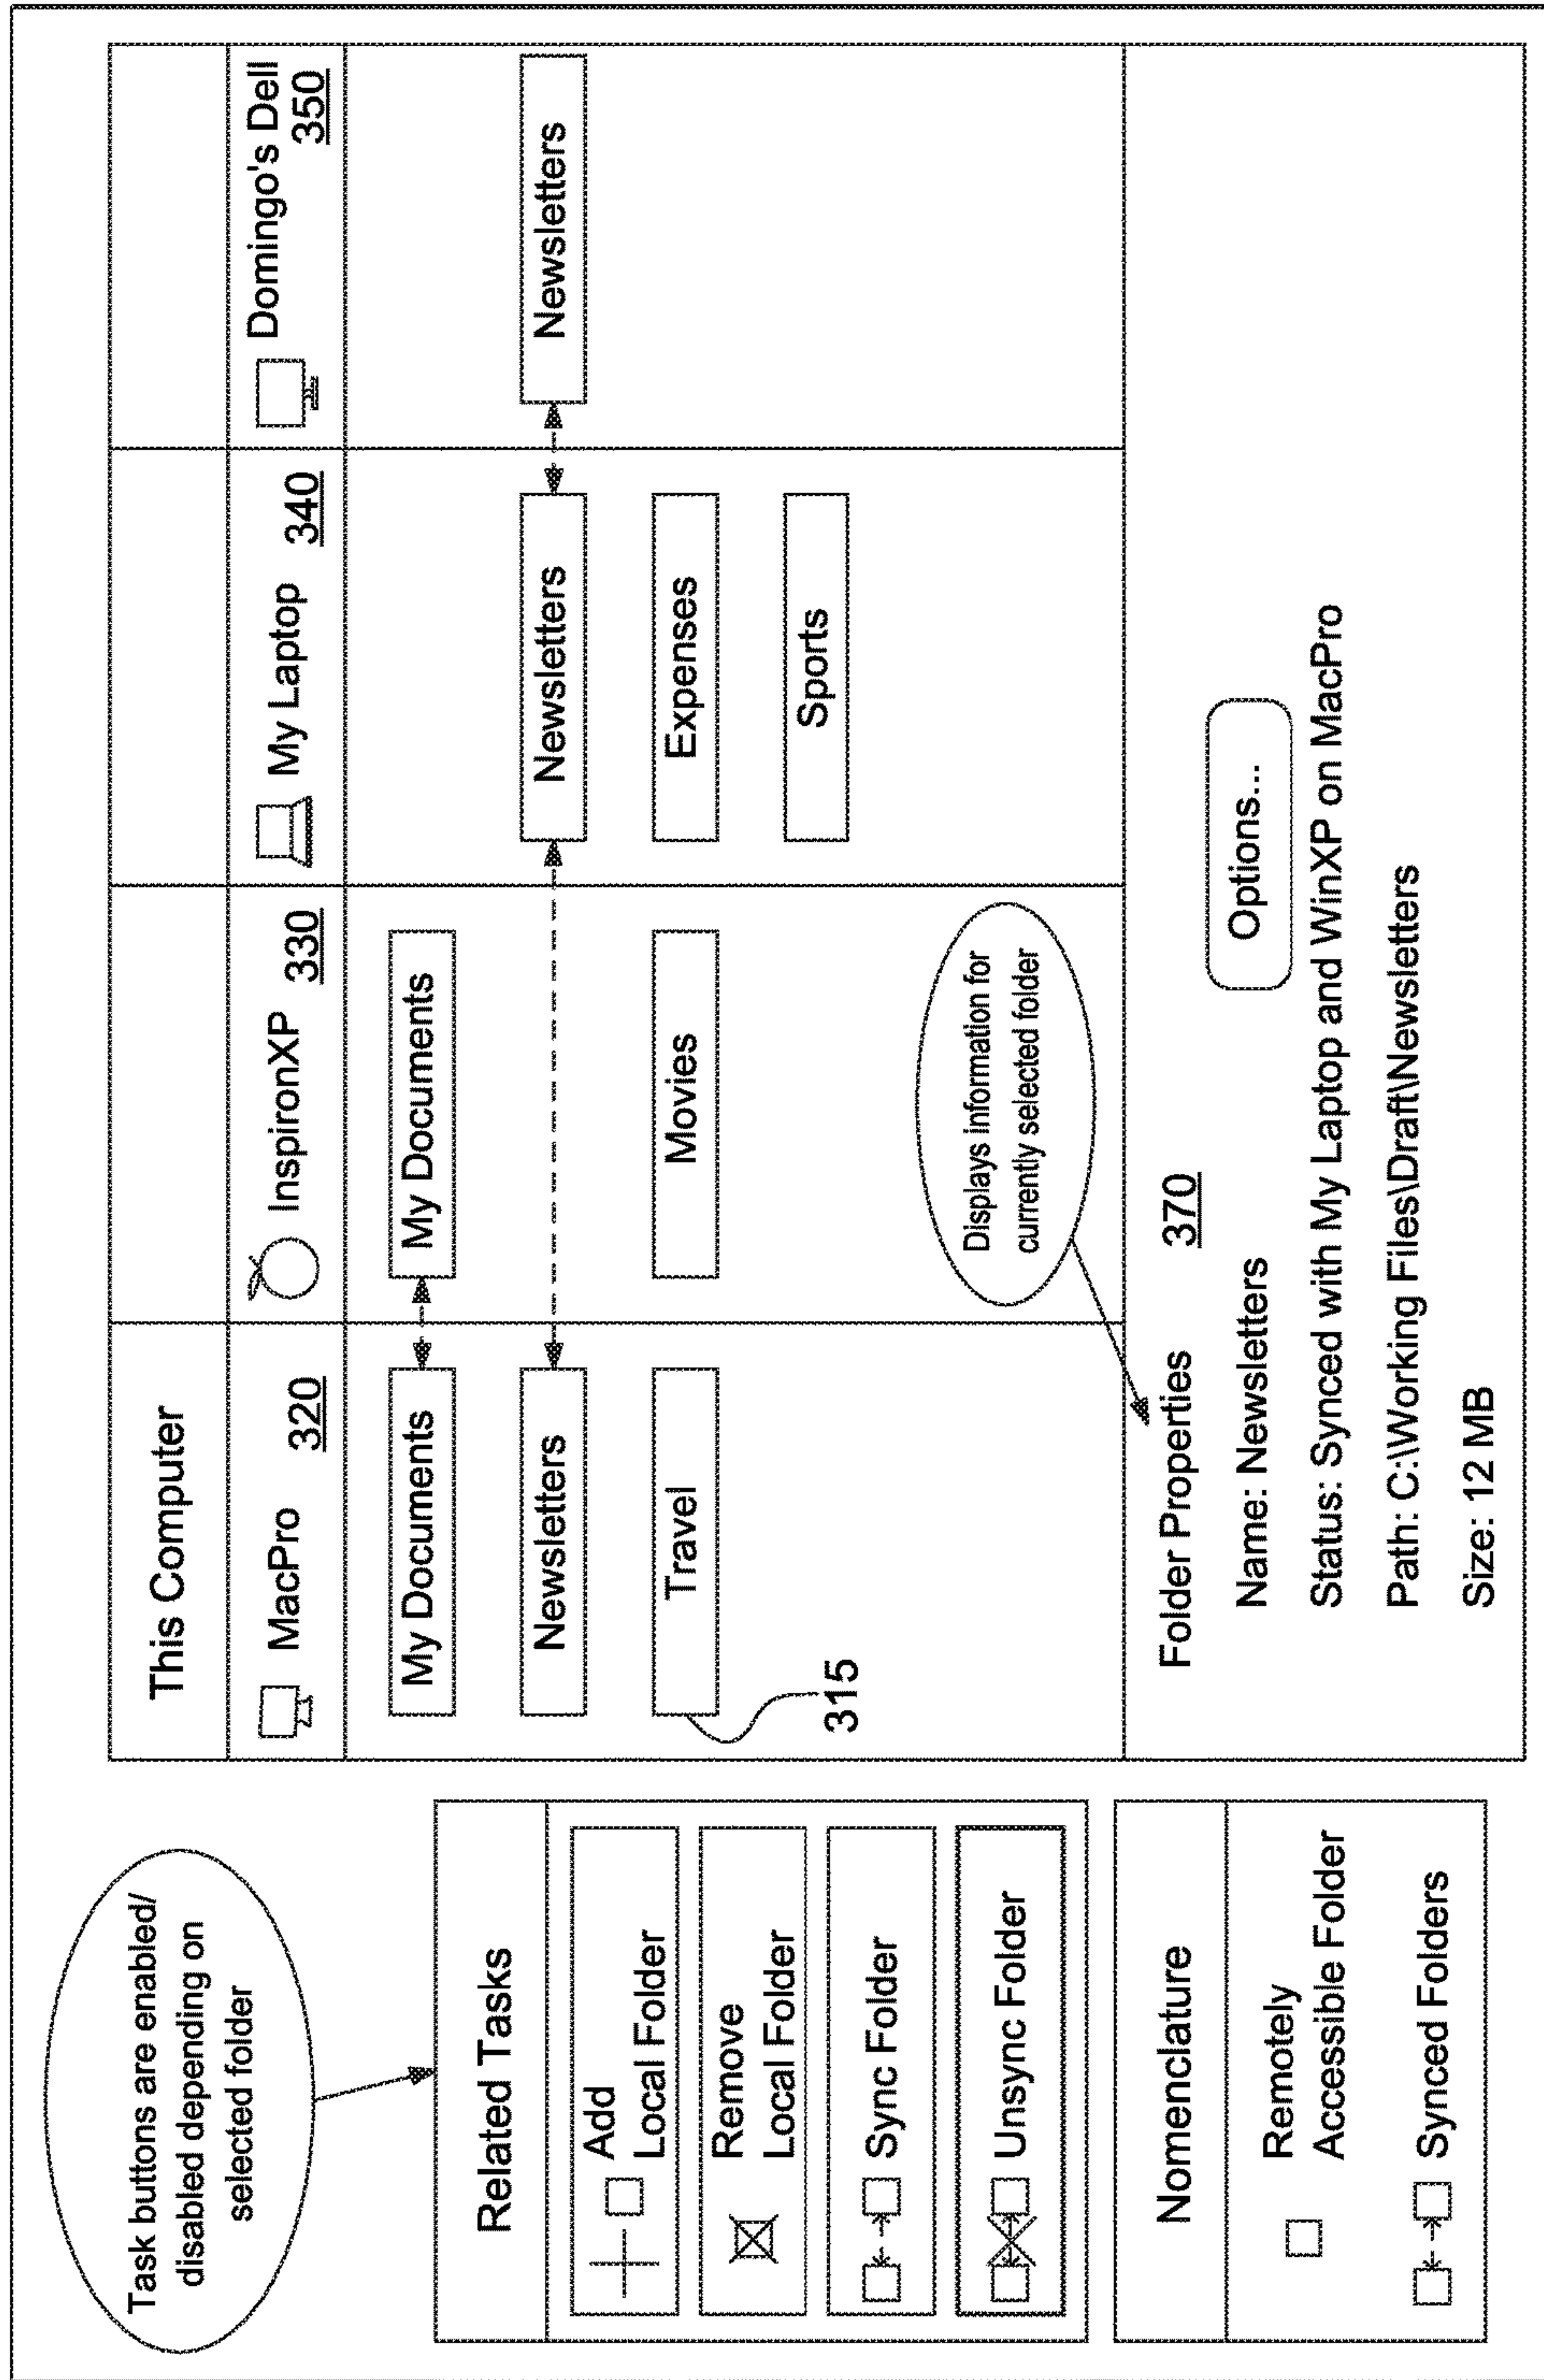 Task buttons are enabled/
disabled depending on
selected folder
Related Tasks
Add
Local Folder
Remove
Local Folder
Sync Folder
Unsync Folder
Nomenclature
Remotely
Accessible Folder
Synced Folders
This Computer
MacPro
320
InspironXP
330
My Laptop
340
Domingo's Dell
350
My Documents
My Documents
Newsletters
Newsletters
Newsletters
Travel
Movies
Expenses
Sports
315
Displays information for
currently selected folder
Folder Properties
370
Name: Newsletters
Options...
Status: Synced with My Laptop and WinXP on MacPro
Path: C:\Working Files\Draft\Newsletters
Size: 12 MB